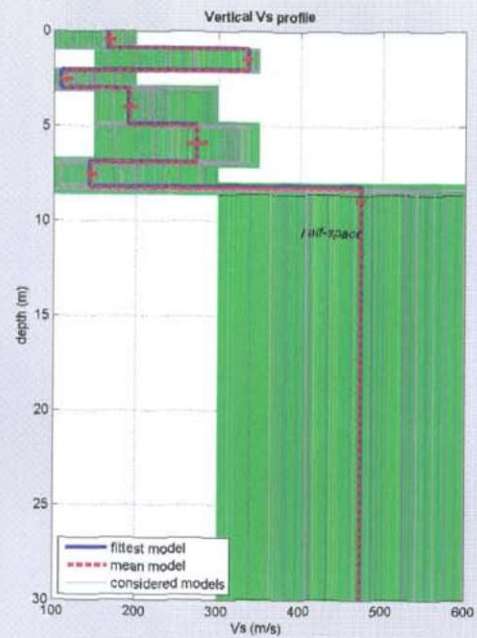 Vertical Vs profile
0
5
10
15
20
25
30
depth (m)
half-space
fittest model
mean model
considered models
100
200
300
400
500
600
Vs (m/s)